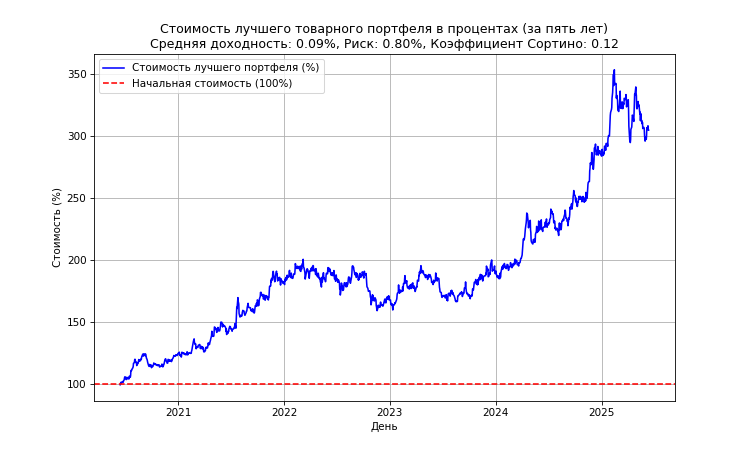 Стоимость лучшего товарного портфеля в процентах (за пять лет)
Средняя доходность: 0.09%, Риск: 0.80%, Коэффициент Сортино: 0.12
Стоимость лучшего портфеля (%)
Начальная стоимость (100%)
Стоимость (%)
350
300
250
200
150
100
2021
2022
2023
2024
2025
День